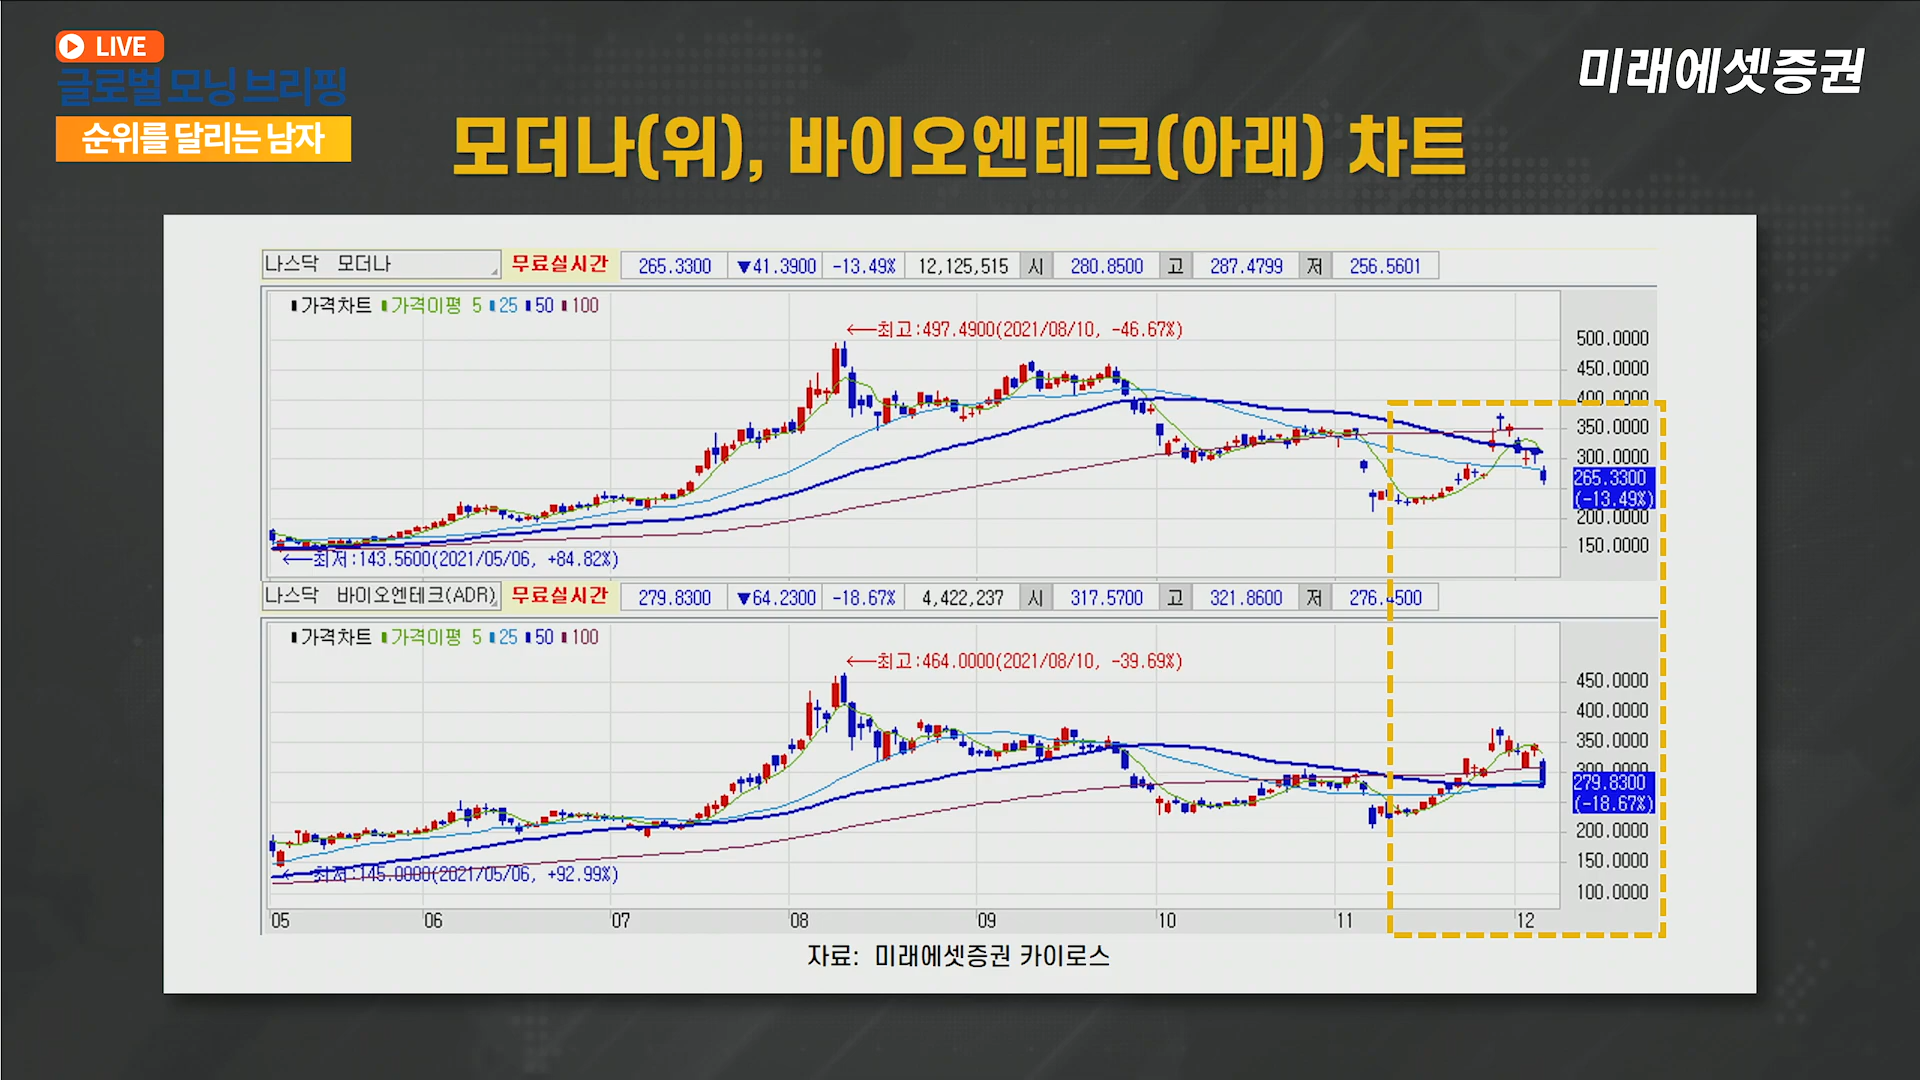 LIVE
글로벌 모닝 브리핑
순위를 달리는 남자
미래에셋증권
모더나(위), 바이오엔테크(아래) 차트
나스닥 모더나 무료실시간 265.3300 ▼41.3900 -13.49% 12,125,515 시 280.8500 고 287.4799 저 256.5601
가격차트 가격이평 5 25 50 100
←최고:497.4900(2021/08/10, -46.67%)
500.0000
450.0000
400.0000
350.0000
300.0000
265.3300
(-13.49%)
200.0000
150.0000
←최저:143.5600(2021/05/06, +84.82%)
나스닥 바이오엔테크(ADR) 무료실시간 279.8300 ▼64.2300 -18.67% 4,422,237 시 317.5700 고 321.8600 저 276.4500
가격차트 가격이평 5 25 50 100
←최고:464.0000(2021/08/10, -39.69%)
450.0000
400.0000
350.0000
300.0000
279.8300
(-18.67%)
200.0000
150.0000
100.0000
←최저:145.0000(2021/05/06, +92.99%)
05 06 07 08 09 10 11 12
자료: 미래에셋증권 카이로스